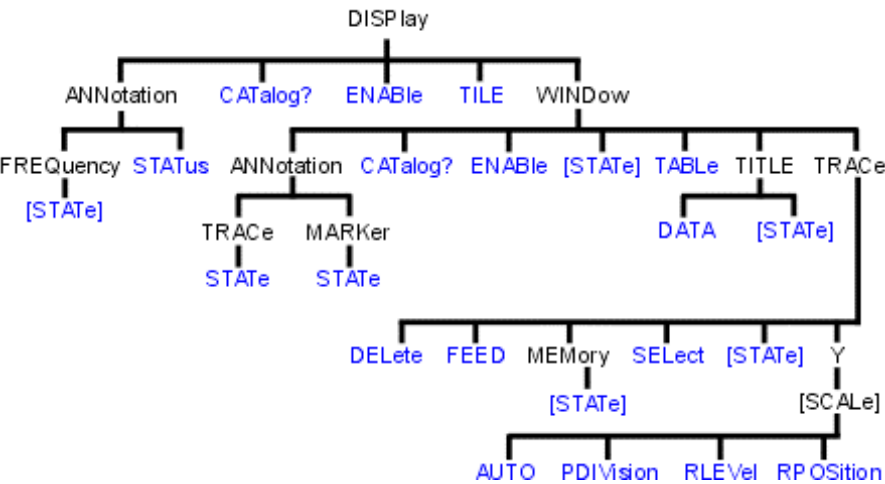 DISPlay
ANNotation CATalog? ENABle TILE WINDow
FREQuency STATus ANNotation CATalog? ENABle [STATe] TABLe TITLE TRACe
[STATe] TRACe MARKer DATA [STATe]
STATe STATe
DELete FEED MEMory SELect [STATe] Y
[STATe] [SCALe]
AUTO PDIVision RLEVel RPOSition